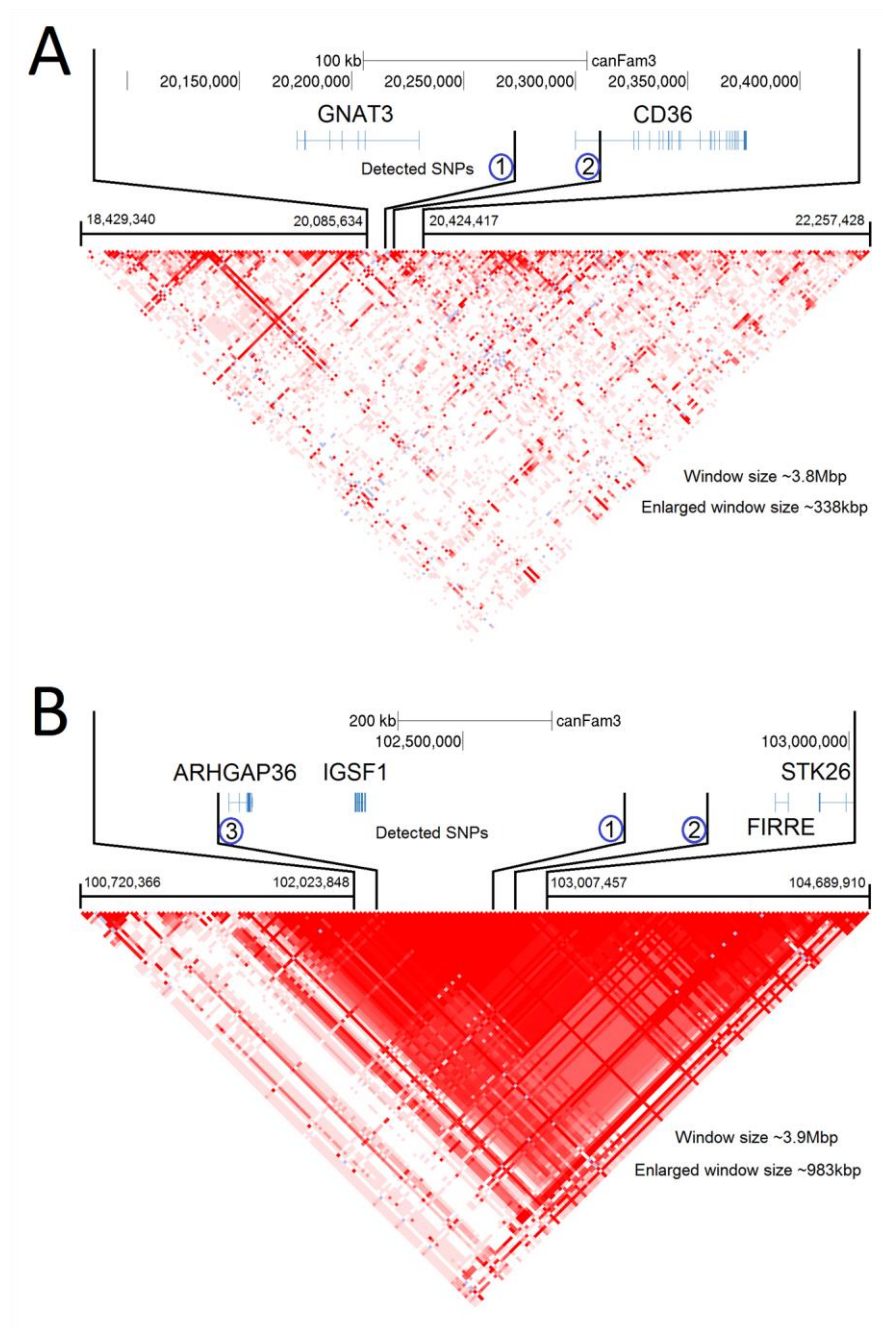 A
100 kb canFam3
20,150,000 20,200,000 20,250,000 20,300,000 20,350,000 20,400,000
GNAT3 CD36
Detected SNPs 1 2
18,429,340 20,085,634 20,424,417 22,257,428
Window size ~3.8Mbp
Enlarged window size ~338kbp
B
200 kb canFam3
102,500,000 103,000,000
ARHGAP36 IGSF1 STK26
3 Detected SNPs 1 2 FIRRE
100,720,366 102,023,848 103,007,457 104,689,910
Window size ~3.9Mbp
Enlarged window size ~983kbp